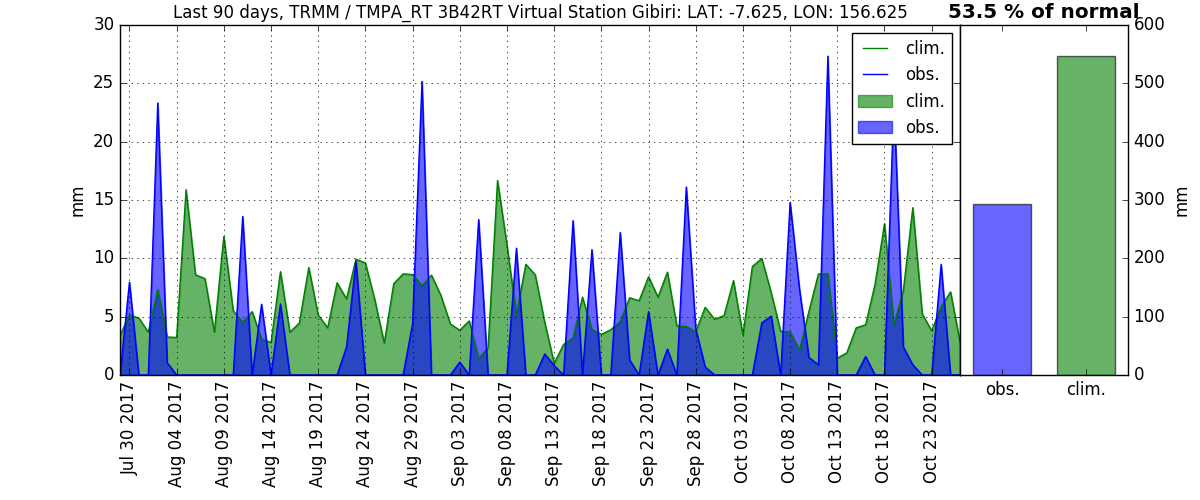 Last 90 days, TRMM / TMPA_RT 3B42RT Virtual Station Gibiri: LAT: -7.625, LON: 156.625
53.5 % of normal
30
25
20
15
10
5
0
mm
clim.
obs.
clim.
obs.
Jul 30 2017
Aug 04 2017
Aug 09 2017
Aug 14 2017
Aug 19 2017
Aug 24 2017
Aug 29 2017
Sep 03 2017
Sep 08 2017
Sep 13 2017
Sep 18 2017
Sep 23 2017
Sep 28 2017
Oct 03 2017
Oct 08 2017
Oct 13 2017
Oct 18 2017
Oct 23 2017
600
500
400
300
200
100
0
mm
obs.
clim.